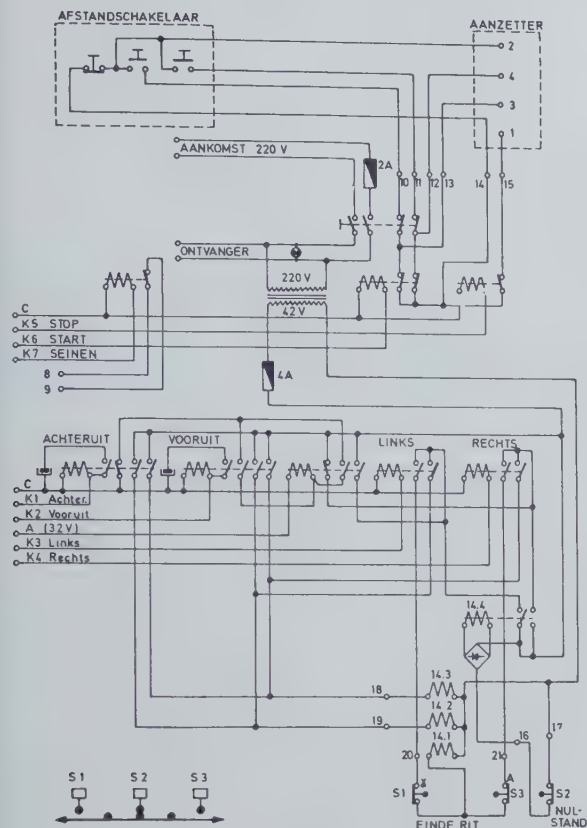 AFSTANDSCHAKELAAR
AANZETTER
2
4
3
1
AANKOMST 220 V
2A
10 11 12 13 14 15
ONTVANGER
220 V
42 V
C
K5 STOP
K6 START
K7 SEINEN
8
9
4A
ACHTERUIT
VOORUIT
LINKS
RECHTS
C
K1 Achter.
K2 Vooruit
A (32V)
K3 Links
K4 Rechts
14.4
18
14.3
19
14.2
14.1
17
16
20
21
S1
S3
A
S2
EINDE RIT
NUL-
STAND
S1 S2 S3